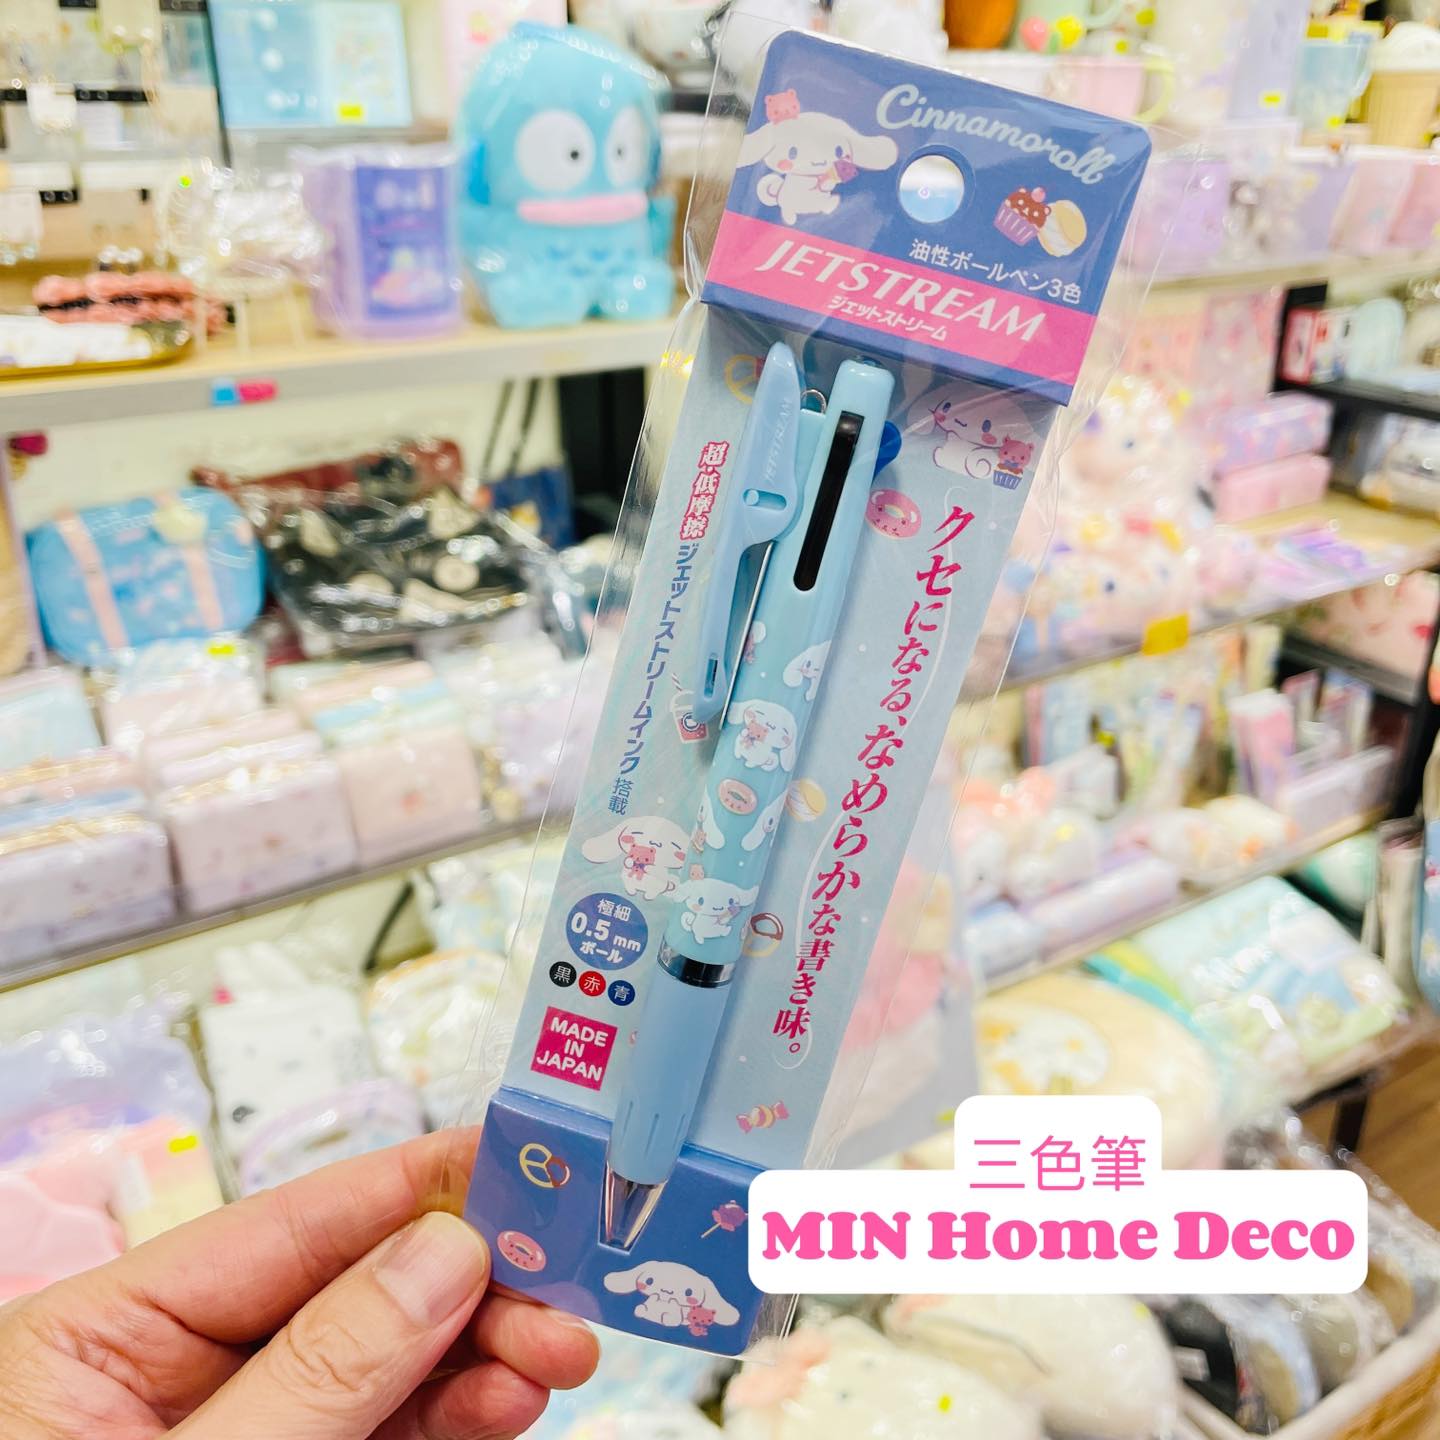 Cinnamoroll
油性ボールペン3色
JETSTREAM
ジェットストリーム
JETSTREAM
超・低摩擦ジェットストリームインク搭載
クセになる、なめらかな書き味。
極細
0.5mm
ボール
黒 赤 青
MADE
IN
JAPAN
三色筆
MIN Home Deco